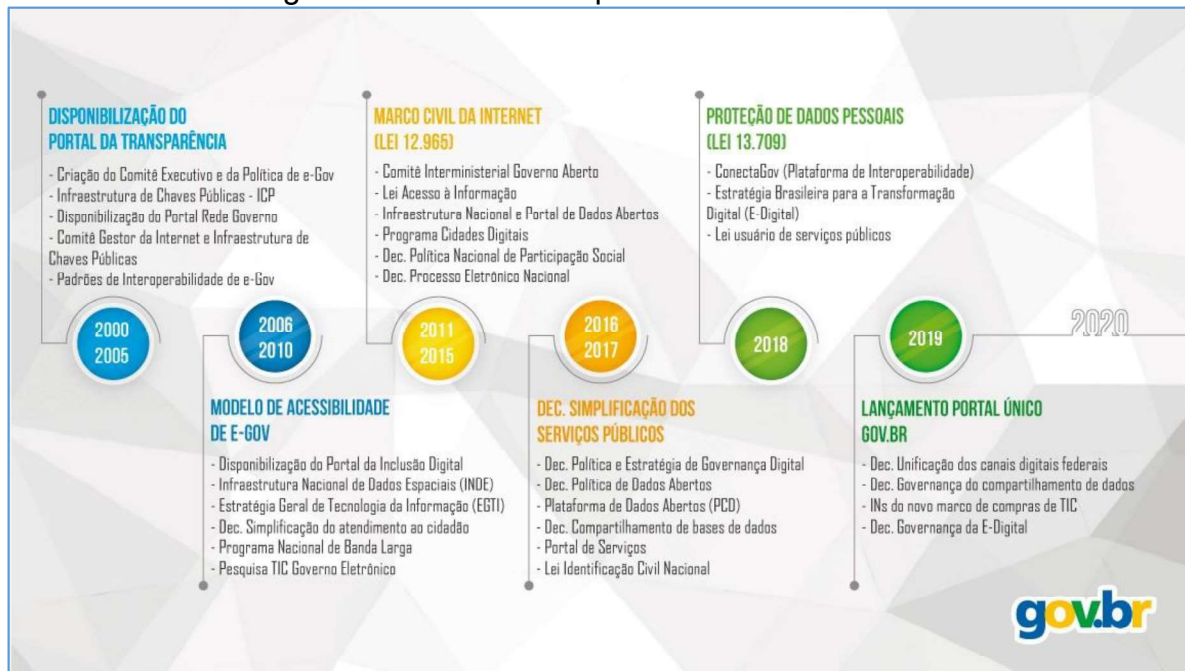 DISPONIBILIZAÇÃO DO
PORTAL DA TRANSPARÊNCIA
- Criação do Comitê Executivo e da Política de e-Gov
- Infraestrutura de Chaves Públicas - ICP
- Disponibilização do Portal Rede Governo
- Comitê Gestor da Internet e Infraestrutura de
Chaves Públicas
- Padrões de Interoperabilidade de e-Gov
2000
2005
MODELO DE ACESSIBILIDADE
DE E-GOV
- Disponibilização do Portal da Inclusão Digital
- Infraestrutura Nacional de Dados Espaciais (INDE)
- Estratégia Geral de Tecnologia da Informação (EGTI)
- Dec. Simplificação do atendimento ao cidadão
- Programa Nacional de Banda Larga
- Pesquisa TIC Governo Eletrônico
2006
2010
MARCO CIVIL DA INTERNET
(LEI 12.965)
- Comitê Interministerial Governo Aberto
- Lei Acesso à Informação
- Infraestrutura Nacional e Portal de Dados Abertos
- Programa Cidades Digitais
- Dec. Política Nacional de Participação Social
- Dec. Processo Eletrônico Nacional
2011
2015
DEC. SIMPLIFICAÇÃO DOS
SERVIÇOS PÚBLICOS
- Dec. Política e Estratégia de Governança Digital
- Dec. Política de Dados Abertos
- Plataforma de Dados Abertos (PCD)
- Dec. Compartilhamento de bases de dados
- Portal de Serviços
- Lei Identificação Civil Nacional
2016
2017
PROTEÇÃO DE DADOS PESSOAIS
(LEI 13.709)
- ConectaGov (Plataforma de Interoperabilidade)
- Estratégia Brasileira para a Transformação
Digital (E-Digital)
- Lei usuário de serviços públicos
2018
LANÇAMENTO PORTAL ÚNICO
GOV.BR
- Dec. Unificação dos canais digitais federais
- Dec. Governança do compartilhamento de dados
- INs do novo marco de compras de TIC
- Dec. Governança da E-Digital
2019
2020
gov.br